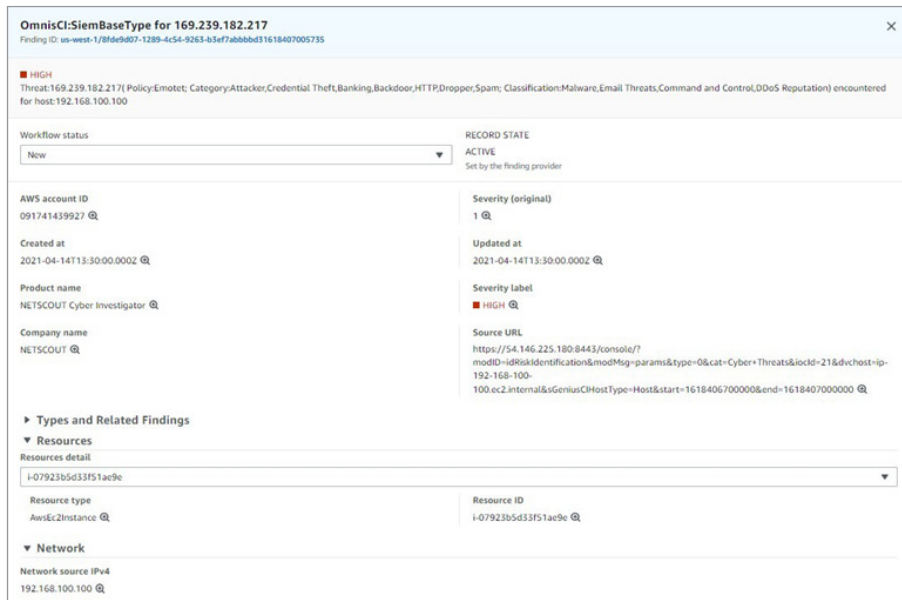 OmnisCI:SiemBaseType for 169.239.182.217
Finding ID: us-west-1/8fde9d07-1289-4c54-9263-b3ef7abbbbd31618407005735
HIGH
Threat:169.239.182.217( Policy:Emotet; Category:Attacker,Credential Theft,Banking,Backdoor,HTTP,Dropper,Spam; Classification:Malware,Email Threats,Command and Control,DDoS Reputation) encountered
for host:192.168.100.100
Workflow status
New
RECORD STATE
ACTIVE
Set by the finding provider
AWS account ID
091741439927
Severity (original)
1
Created at
2021-04-14T13:30:00.000Z
Updated at
2021-04-14T13:30:00.000Z
Product name
NETSCOUT Cyber Investigator
Severity label
HIGH
Company name
NETSCOUT
Source URL
https://54.146.225.180:8443/console/?
modID=idRiskIdentification&modMsg=params&type=0&cat=Cyber+Threats&iocId=21&dvchost=ip-
192-168-100-
100.ec2.internal&sGeniusCIHostType=Host&start=1618406700000&end=1618407000000
Types and Related Findings
Resources
Resources detail
i-07923b5d33f51ae9e
Resource type
AwsEc2Instance
Resource ID
i-07923b5d33f51ae9e
Network
Network source IPv4
192.168.100.100